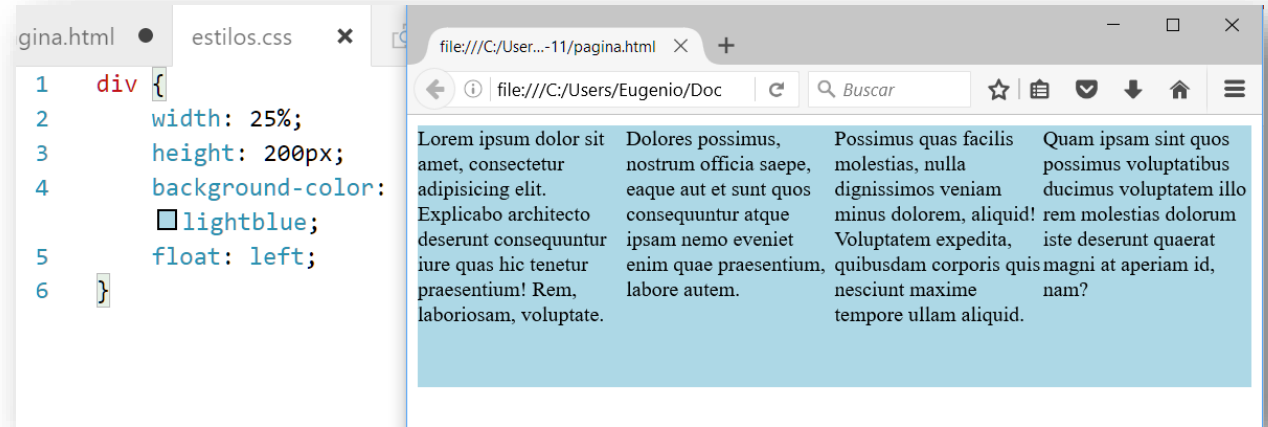 gina.html
estilos.css
1 div {
2 width: 25%;
3 height: 200px;
4 background-color:
lightblue;
5 float: left;
6 }
file:///C:/User...-11/pagina.html
file:///C:/Users/Eugenio/Doc
Buscar
Lorem ipsum dolor sit
amet, consectetur
adipisicing elit.
Explicabo architecto
deserunt consequuntur
iure quas hic tenetur
praesentium! Rem,
laboriosam, voluptate.
Dolores possimus,
nostrum officia saepe,
eaque aut et sunt quos
consequuntur atque
ipsam nemo eveniet
enim quae praesentium,
labore autem.
Possimus quas facilis
molestias, nulla
dignissimos veniam
minus dolorem, aliquid!
Voluptatem expedita,
quibusdam corporis quis
nesciunt maxime
tempore ullam aliquid.
Quam ipsam sint quos
possimus voluptatibus
ducimus voluptatem illo
rem molestias dolorum
iste deserunt quaerat
magni at aperiam id,
nam?